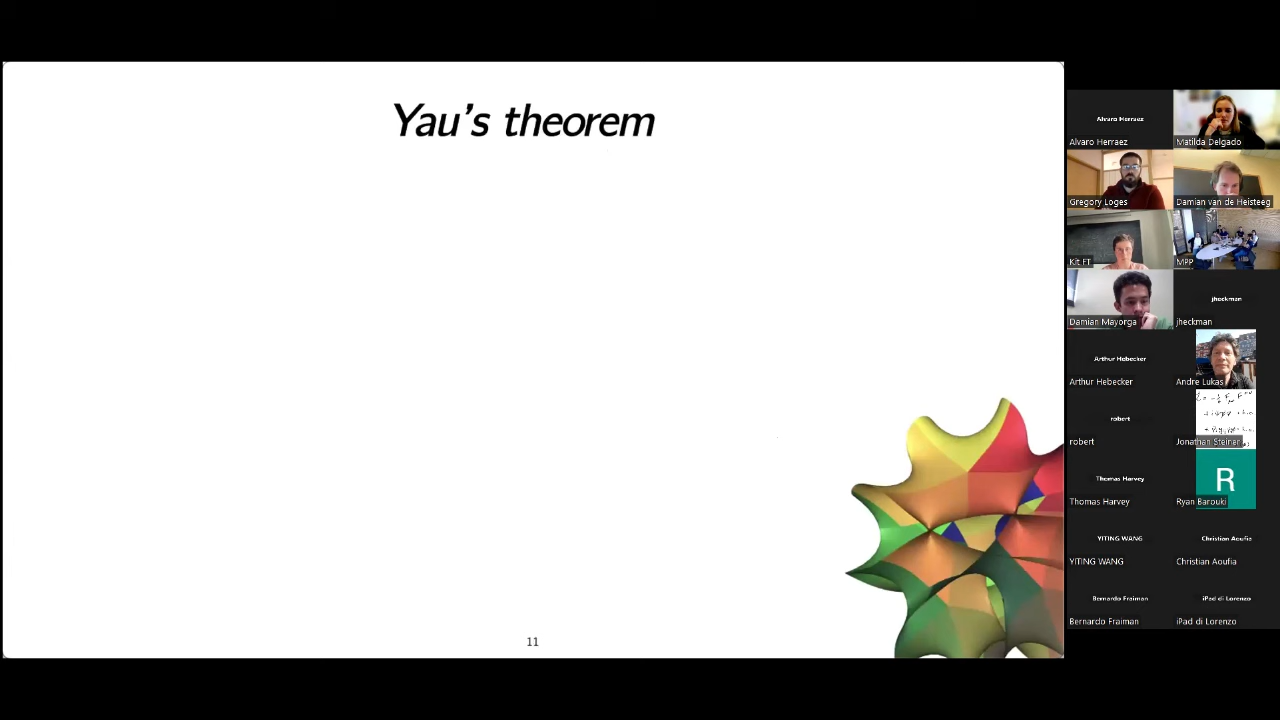 Yau's theorem
11
Alvaro Herraez
Alvaro Herraez
Matilda Delgado
Gregory Loges
Damian van de Heisteeg
Kit FT
MPP
Damian Mayorga
jheckman
jheckman
Arthur Hebecker
Arthur Hebecker
Andre Lukas
robert
robert
Jonathan Steiner
Thomas Harvey
Thomas Harvey
R
Ryan Barouki
YITING WANG
YITING WANG
Christian Aoufia
Christian Aoufia
Bernardo Fraiman
Bernardo Fraiman
iPad di Lorenzo
iPad di Lorenzo